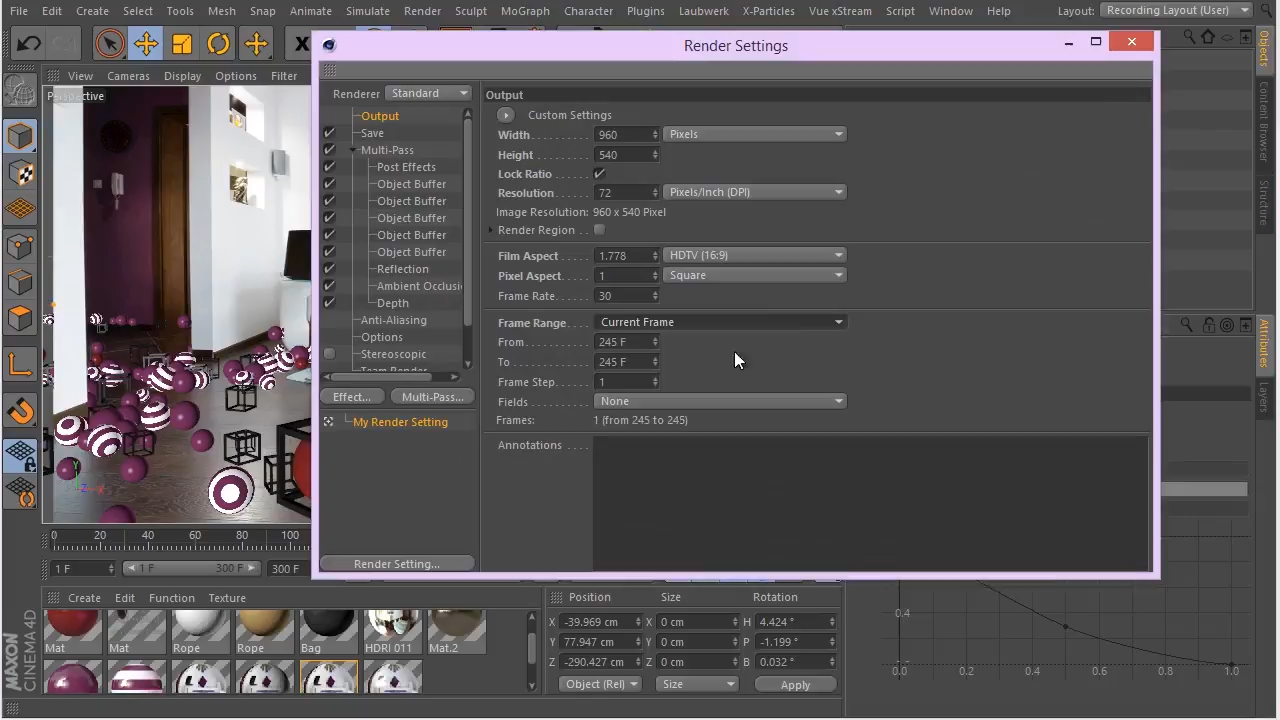 File Edit Create Select Tools Mesh Snap Animate Simulate Render Sculpt MoGraph Character Plugins Laubwerk X-Particles Vue xStream Script Window Help Layout: Recording Layout (User)
Render Settings
View Cameras Display Options Filter
Perspective
Renderer Standard
Output
Save
Multi-Pass
Post Effects
Object Buffer
Object Buffer
Object Buffer
Object Buffer
Object Buffer
Reflection
Ambient Occlusi
Depth
Anti-Aliasing
Options
Stereoscopic
Effect... Multi-Pass...
My Render Setting
Render Setting...
Output
Custom Settings
Width 960 Pixels
Height 540
Lock Ratio
Resolution 72 Pixels/Inch (DPI)
Image Resolution: 960 x 540 Pixel
Render Region
Film Aspect 1.778 HDTV (16:9)
Pixel Aspect 1 Square
Frame Rate 30
Frame Range Current Frame
From 245 F
To 245 F
Frame Step 1
Fields None
Frames: 1 (from 245 to 245)
Annotations
Objects
Content Browser
Structure
Attributes
Layers
0 20 40 60 80 100
1 F 1 F 300 F 300 F
Create Edit Function Texture
Mat Mat Rope Rope Bag HDRI 011 Mat.2
Position Size Rotation
X -39.969 cm X 0 cm H 4.424 °
Y 77.947 cm Y 0 cm P -1.199 °
Z -290.427 cm Z 0 cm B 0.032 °
Object (Rel) Size Apply
0.4
0.0 0.2 0.4 0.6 0.8 1.0
MAXON
CINEMA 4D